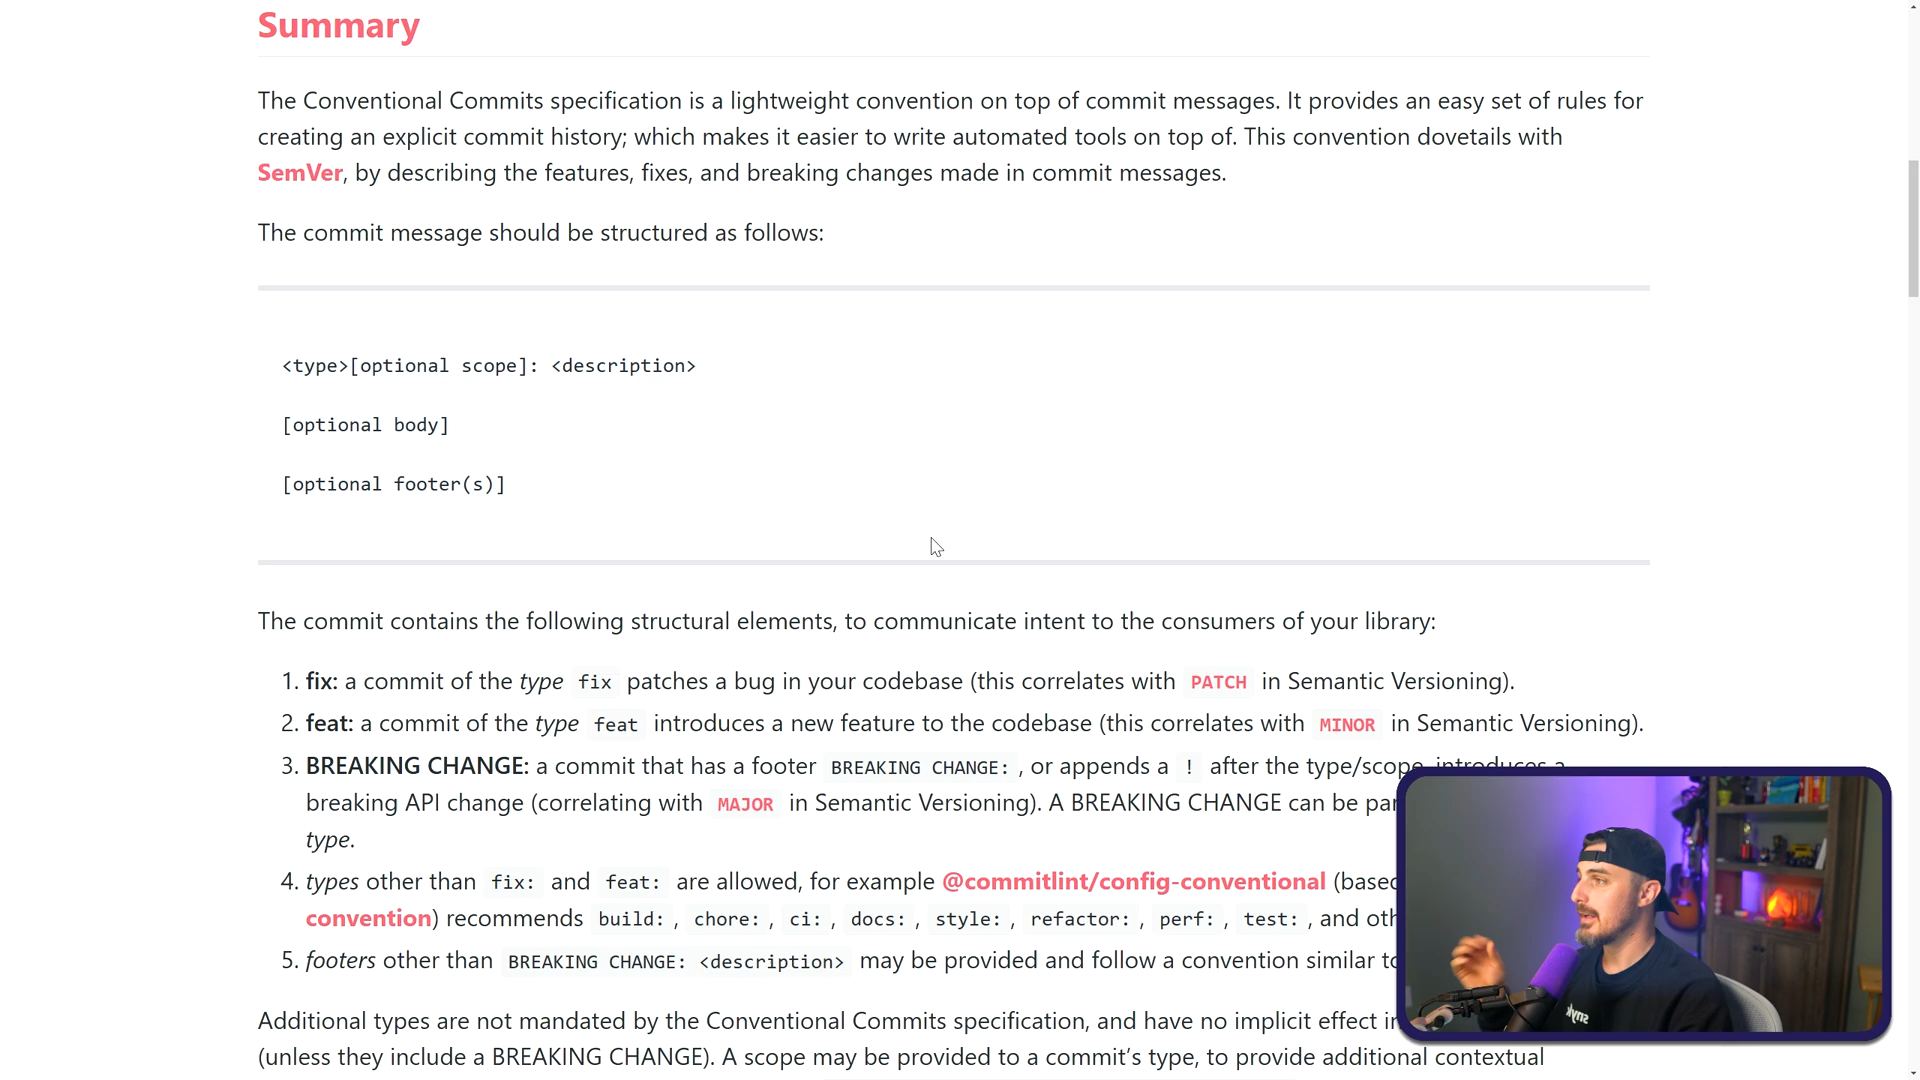 Summary
The Conventional Commits specification is a lightweight convention on top of commit messages. It provides an easy set of rules for
creating an explicit commit history; which makes it easier to write automated tools on top of. This convention dovetails with
SemVer, by describing the features, fixes, and breaking changes made in commit messages.
The commit message should be structured as follows:
<type>[optional scope]: <description>
[optional body]
[optional footer(s)]
The commit contains the following structural elements, to communicate intent to the consumers of your library:
1. fix: a commit of the type fix patches a bug in your codebase (this correlates with PATCH in Semantic Versioning).
2. feat: a commit of the type feat introduces a new feature to the codebase (this correlates with MINOR in Semantic Versioning).
3. BREAKING CHANGE: a commit that has a footer BREAKING CHANGE: , or appends a ! after the type/scope, introduces a
breaking API change (correlating with MAJOR in Semantic Versioning). A BREAKING CHANGE can be
type.
4. types other than fix: and feat: are allowed, for example @commitlint/config-conventional
convention) recommends build: , chore: , ci: , docs: , style: , refactor: , perf: , test: , and
5. footers other than BREAKING CHANGE: <description> may be provided and follow a convention similar
Additional types are not mandated by the Conventional Commits specification, and have no implicit effect
(unless they include a BREAKING CHANGE). A scope may be provided to a commit’s type, to provide additional contextual
snyk